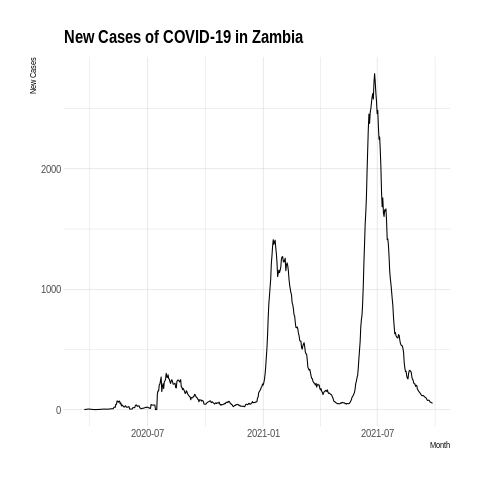 New Cases of COVID-19 in Zambia
New Cases
2000
1000
0
2020-07 2021-01 2021-07
Month